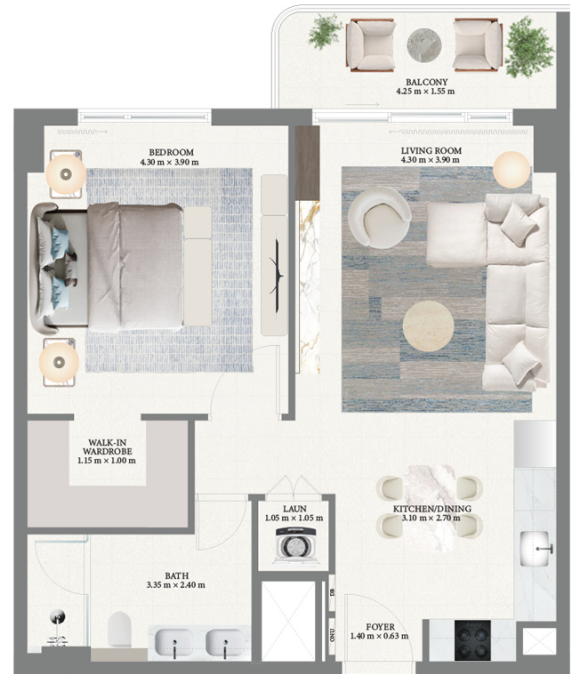 BALCONY
4.25 m × 1.55 m
BEDROOM
4.30 m × 3.90 m
LIVING ROOM
4.30 m × 3.90 m
WALK-IN
WARDROBE
1.15 m × 1.00 m
LAUN
1.05 m × 1.05 m
KITCHEN/DINING
3.10 m × 2.70 m
BATH
3.35 m × 2.40 m
FOYER
1.40 m × 0.63 m